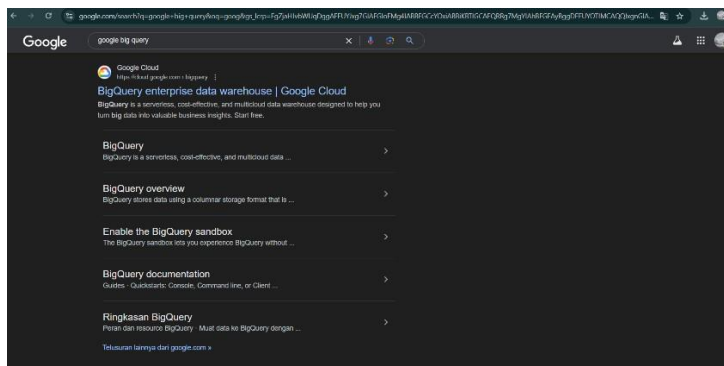 Google
google big query
Google Cloud
https://cloud.google.com › bigquery
BigQuery enterprise data warehouse | Google Cloud
BigQuery is a serverless, cost-effective, and multicloud data warehouse designed to help you
turn big data into valuable business insights. Start free.
BigQuery
BigQuery is a serverless, cost-effective, and multicloud data ...
BigQuery overview
BigQuery stores data using a columnar storage format that is ...
Enable the BigQuery sandbox
The BigQuery sandbox lets you experience BigQuery without ...
BigQuery documentation
Guides · Quickstarts: Console, Command line, or Client ...
Ringkasan BigQuery
Peran dan resource BigQuery · Muat data ke BigQuery dengan ...
Telusuran lainnya dari google.com »